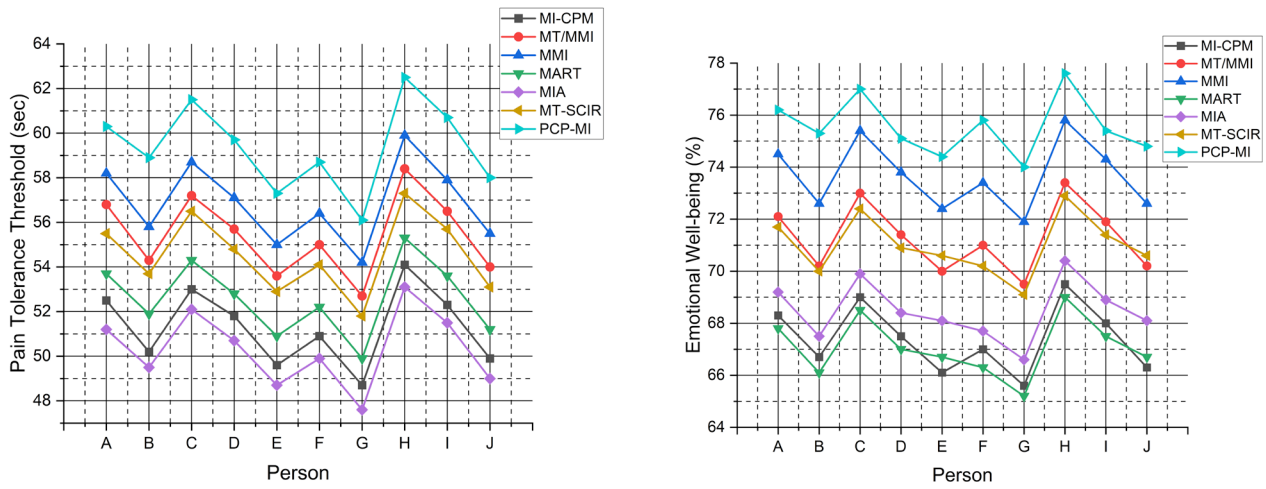 MI-CPM
MT/MMI
MMI
MART
MIA
MT-SCIR
PCP-MI
64
62
60
58
56
54
52
50
48
Pain Tolerance Threshold (sec)
A B C D E F G H I J
Person
MI-CPM
MT/MMI
MMI
MART
MIA
MT-SCIR
PCP-MI
78
76
74
72
70
68
66
64
Emotional Well-being (%)
A B C D E F G H I J
Person